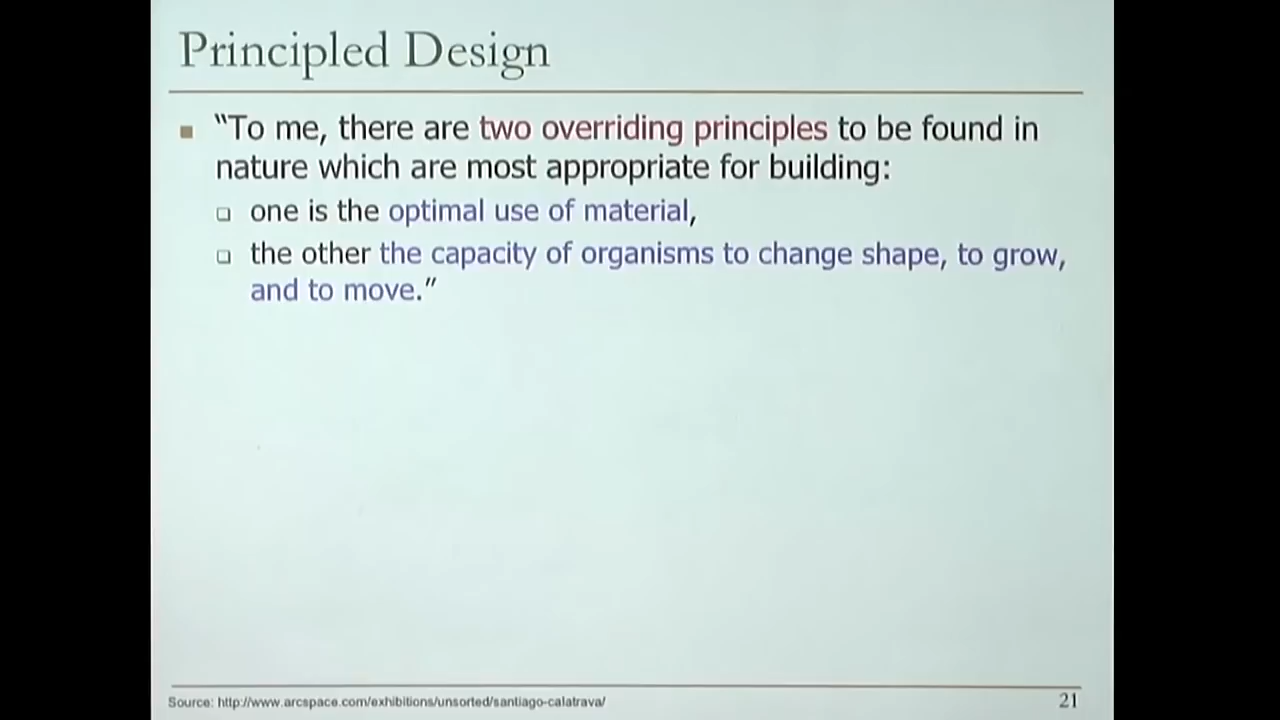 Principled Design
“To me, there are two overriding principles to be found in
nature which are most appropriate for building:
one is the optimal use of material,
the other the capacity of organisms to change shape, to grow,
and to move.”
Source: http://www.arcspace.com/exhibitions/unsorted/santiago-calatrava/
21